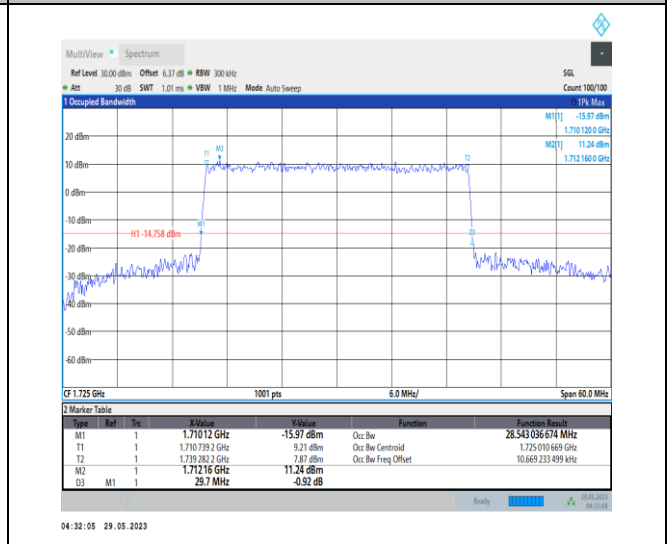 MultiView Spectrum
Ref Level 30.00 dBm Offset 6.37 dB RBW 300 kHz SGL
Att 30 dB SWT 1.01 ms VBW 1 MHz Mode Auto Sweep Count 100/100
1 Occupied Bandwidth 1Pk Max
M1[1] -15.97 dBm
1.710 120 0 GHz
M2[1] 11.24 dBm
1.712 160 0 GHz
20 dBm
T1 M2 T2
10 dBm
0 dBm
-10 dBm
M1
H1 -14.758 dBm
D3
-20 dBm
-30 dBm
-40 dBm
-50 dBm
-60 dBm
CF 1.725 GHz 1001 pts 6.0 MHz/ Span 60.0 MHz
2 Marker Table
Type Ref Trc X-Value Y-Value Function Function Result
M1 1 1.71012 GHz -15.97 dBm Occ Bw 28.543 036 674 MHz
T1 1 1.710 739 2 GHz 9.21 dBm Occ Bw Centroid 1.725 010 669 GHz
T2 1 1.739 282 2 GHz 7.87 dBm Occ Bw Freq Offset 10.669 233 499 kHz
M2 1 1.712 16 GHz 11.24 dBm
D3 M1 1 29.7 MHz -0.92 dB
Ready 29.05.2023
04:32:04
04:32:05 29.05.2023